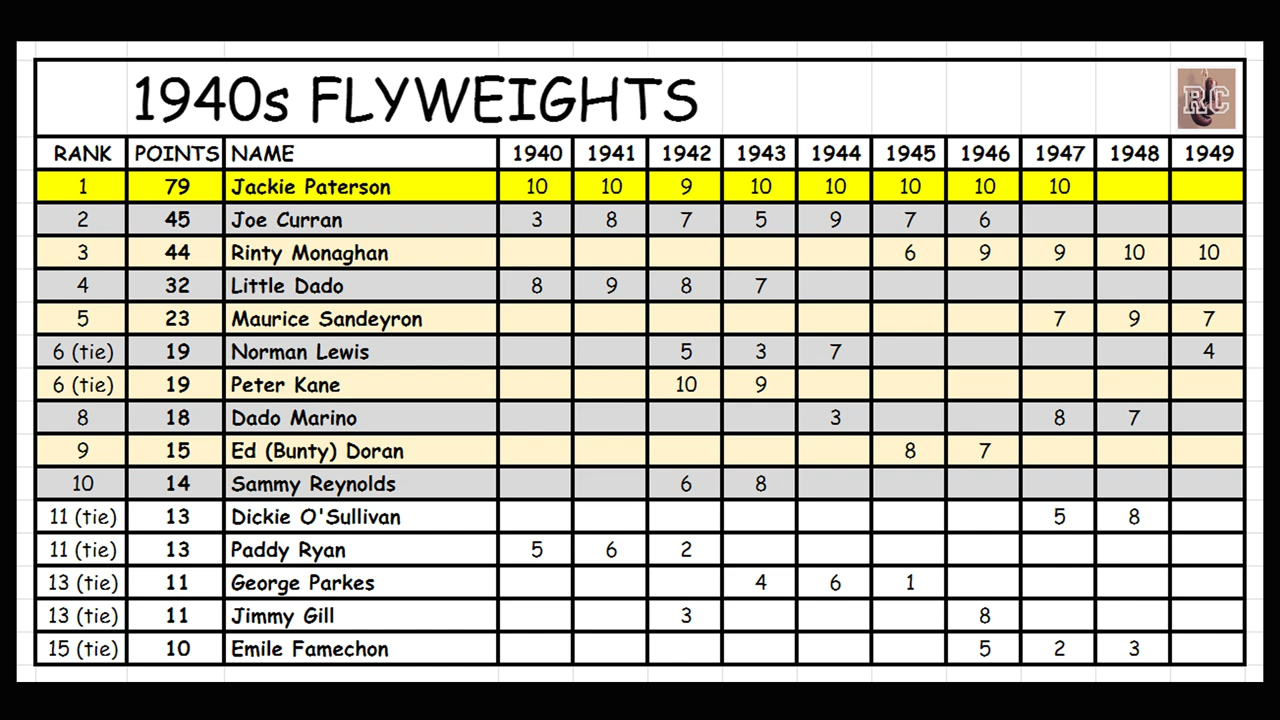 1940s FLYWEIGHTS
RC
RANK POINTS NAME 1940 1941 1942 1943 1944 1945 1946 1947 1948 1949
1 79 Jackie Paterson 10 10 9 10 10 10 10 10
2 45 Joe Curran 3 8 7 5 9 7 6
3 44 Rinty Monaghan 6 9 9 10 10
4 32 Little Dado 8 9 8 7
5 23 Maurice Sandeyron 7 9 7
6 (tie) 19 Norman Lewis 5 3 7 4
6 (tie) 19 Peter Kane 10 9
8 18 Dado Marino 3 8 7
9 15 Ed (Bunty) Doran 8 7
10 14 Sammy Reynolds 6 8
11 (tie) 13 Dickie O'Sullivan 5 8
11 (tie) 13 Paddy Ryan 5 6 2
13 (tie) 11 George Parkes 4 6 1
13 (tie) 11 Jimmy Gill 3 8
15 (tie) 10 Emile Famechon 5 2 3